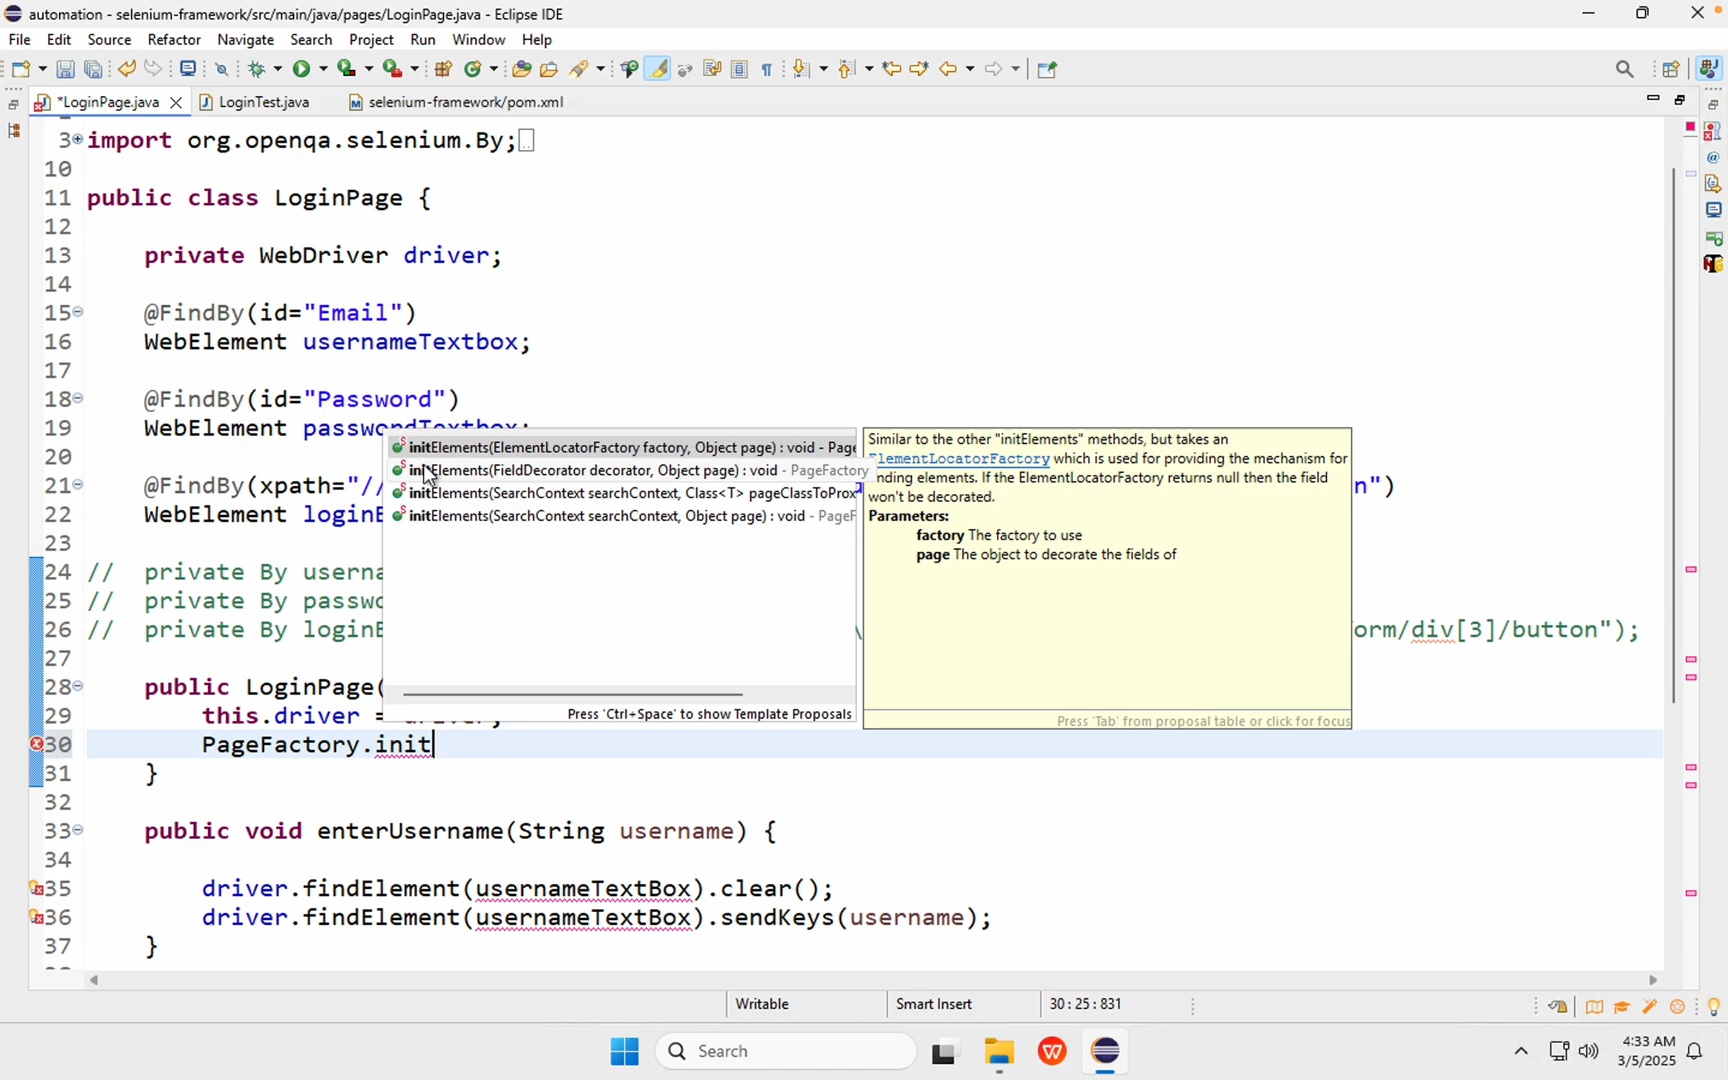 automation - selenium-framework/src/main/java/pages/LoginPage.java - Eclipse IDE
File Edit Source Refactor Navigate Search Project Run Window Help
*LoginPage.java LoginTest.java selenium-framework/pom.xml
3 import org.openqa.selenium.By;
10
11 public class LoginPage {
12
13 private WebDriver driver;
14
15 @FindBy(id="Email")
16 WebElement usernameTextbox;
17
18 @FindBy(id="Password")
19 WebElement passwordTextbox;
20
21 @FindBy(xpath="// n")
22 WebElement loginB
23
24 // private By userna
25 // private By passwo
26 // private By loginB orm/div[3]/button");
27
28 public LoginPage(
29 this.driver = driver;
30 PageFactory.init
31 }
32
33 public void enterUsername(String username) {
34
35 driver.findElement(usernameTextBox).clear();
36 driver.findElement(usernameTextBox).sendKeys(username);
37 }
initElements(ElementLocatorFactory factory, Object page) : void - Page
initElements(FieldDecorator decorator, Object page) : void - PageFactory
initElements(SearchContext searchContext, Class<T> pageClassToProx
initElements(SearchContext searchContext, Object page) : void - PageF
Press 'Ctrl+Space' to show Template Proposals
Similar to the other "initElements" methods, but takes an
ElementLocatorFactory which is used for providing the mechanism for
nding elements. If the ElementLocatorFactory returns null then the field
won't be decorated.
Parameters:
factory The factory to use
page The object to decorate the fields of
Press 'Tab' from proposal table or click for focus
Writable Smart Insert 30 : 25 : 831
Search
4:33 AM
3/5/2025